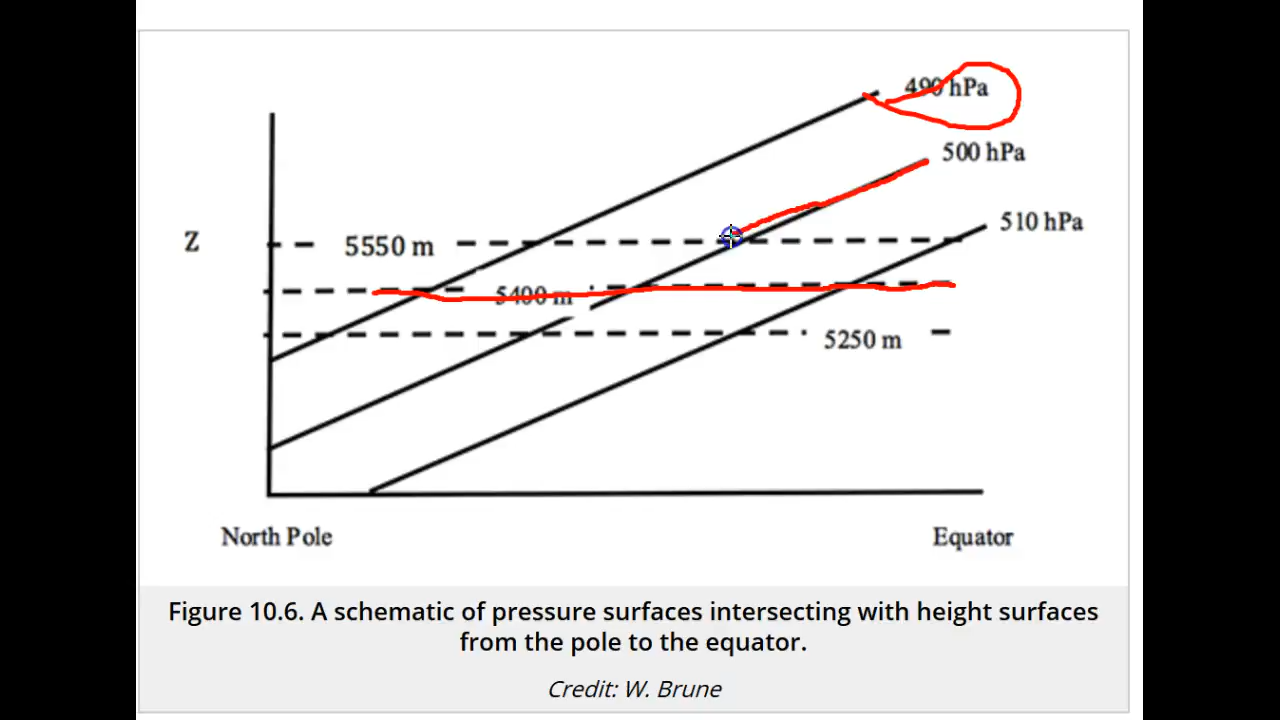 490 hPa
500 hPa
510 hPa
Z
5550 m
5400 m
5250 m
North Pole
Equator
Figure 10.6. A schematic of pressure surfaces intersecting with height surfaces
from the pole to the equator.
Credit: W. Brune